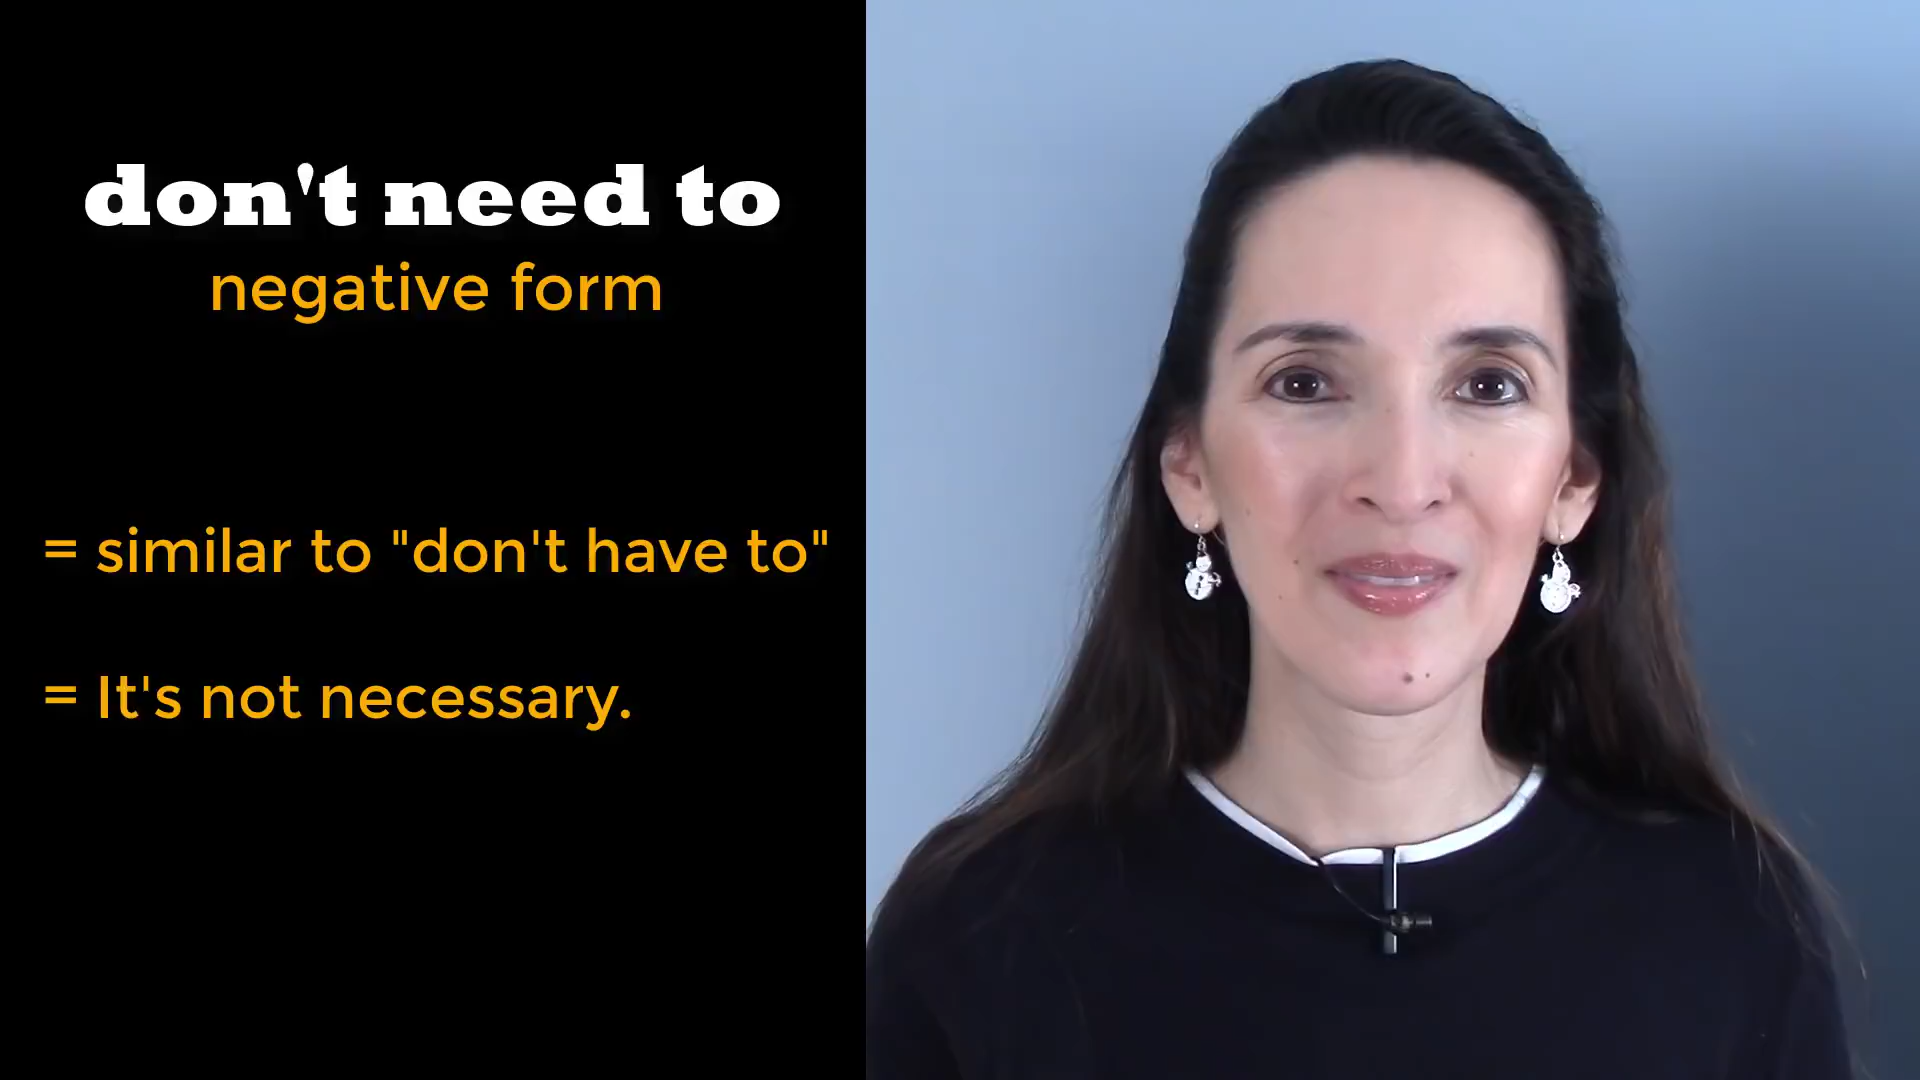 don't need to
negative form
= similar to "don't have to"
= It's not necessary.